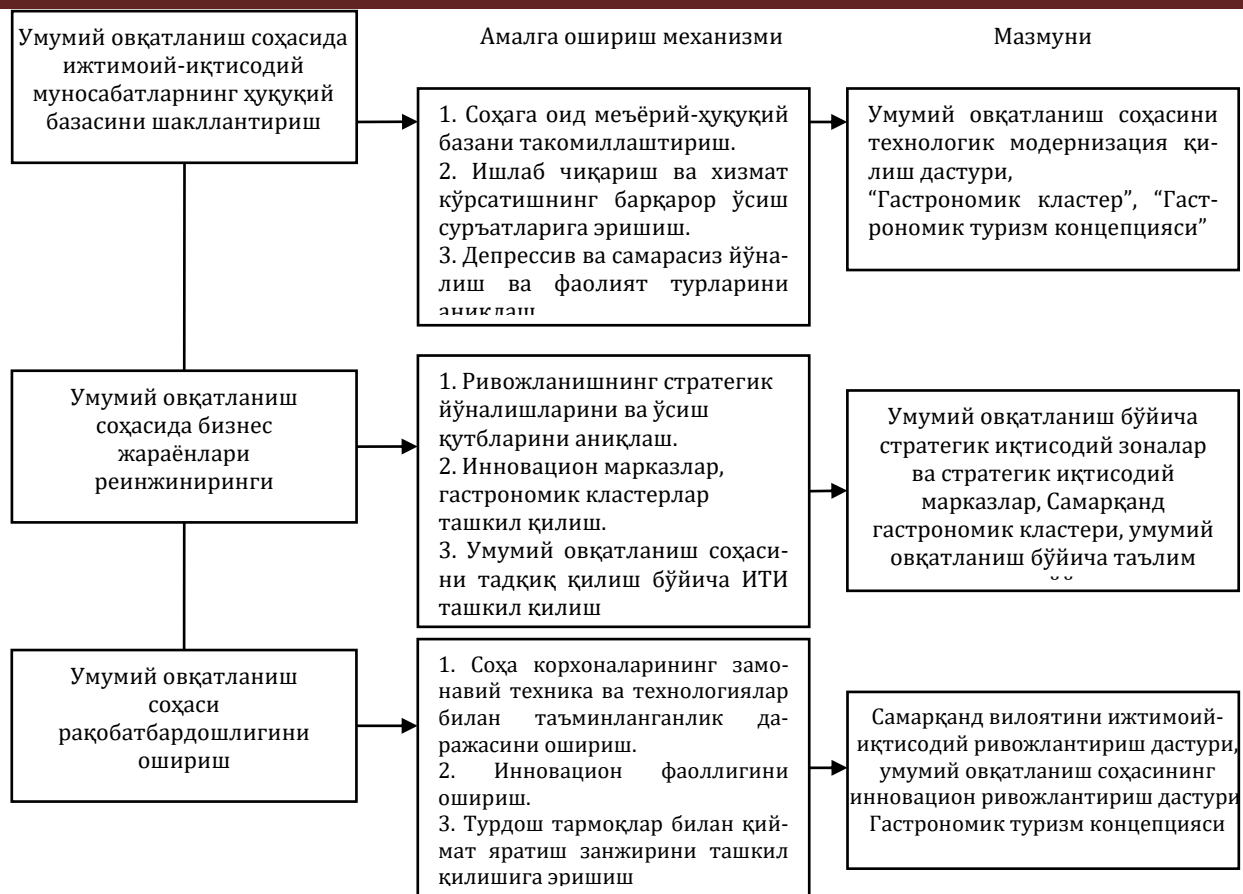 Умумий овқатланиш соҳасида
ижтимоий-иқтисодий
муносабатларнинг ҳуқуқий
базасини шакллантириш
Амалга ошириш механизми
Мазмуни
1. Соҳага оид меъёрий-ҳуқуқий
базани такомиллаштириш.
2. Ишлаб чиқариш ва хизмат
кўрсатишнинг барқарор ўсиш
суръатларига эришиш.
3. Депрессив ва самарасиз йўна-
лиш ва фаолият турларини
аниқлаш
Умумий овқатланиш соҳасини
технологик модернизация қи-
лиш дастури,
“Гастрономик кластер”, “Гаст-
рономик туризм концепцияси”
Умумий овқатланиш
соҳасида бизнес
жараёнлари
реинжиниринги
1. Ривожланишнинг стратегик
йўналишларини ва ўсиш
қутбларини аниқлаш.
2. Инновацион марказлар,
гастрономик кластерлар
ташкил қилиш.
3. Умумий овқатланиш соҳаси-
ни тадқиқ қилиш бўйича ИТИ
ташкил қилиш
Умумий овқатланиш бўйича
стратегик иқтисодий зоналар
ва стратегик иқтисодий
марказлар, Самарқанд
гастрономик кластери, умумий
овқатланиш бўйича таълим
Умумий овқатланиш
соҳаси
рақобатбардошлигини
ошириш
1. Соҳа корхоналарининг замо-
навий техника ва технологиялар
билан таъминланганлик да-
ражасини ошириш.
2. Инновацион фаоллигини
ошириш.
3. Турдош тармоқлар билан қий-
мат яратиш занжирини ташкил
қилишига эришиш
Самарқанд вилоятини ижтимоий-
иқтисодий ривожлантириш дастури,
умумий овқатланиш соҳасининг
инновацион ривожлантириш дастури
Гастрономик туризм концепцияси